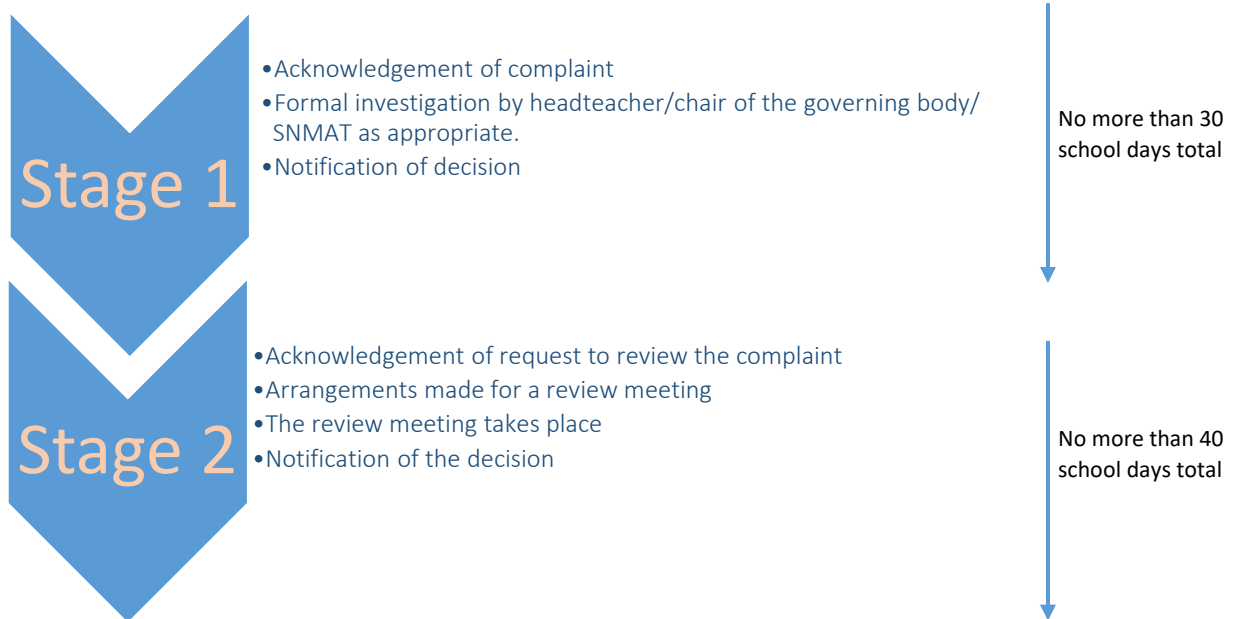 •Acknowledgement of complaint
•Formal investigation by headteacher/chair of the governing body/
SNMAT as appropriate.
•Notification of decision
Stage 1
No more than 30
school days total
•Acknowledgement of request to review the complaint
•Arrangements made for a review meeting
•The review meeting takes place
•Notification of the decision
Stage 2
No more than 40
school days total